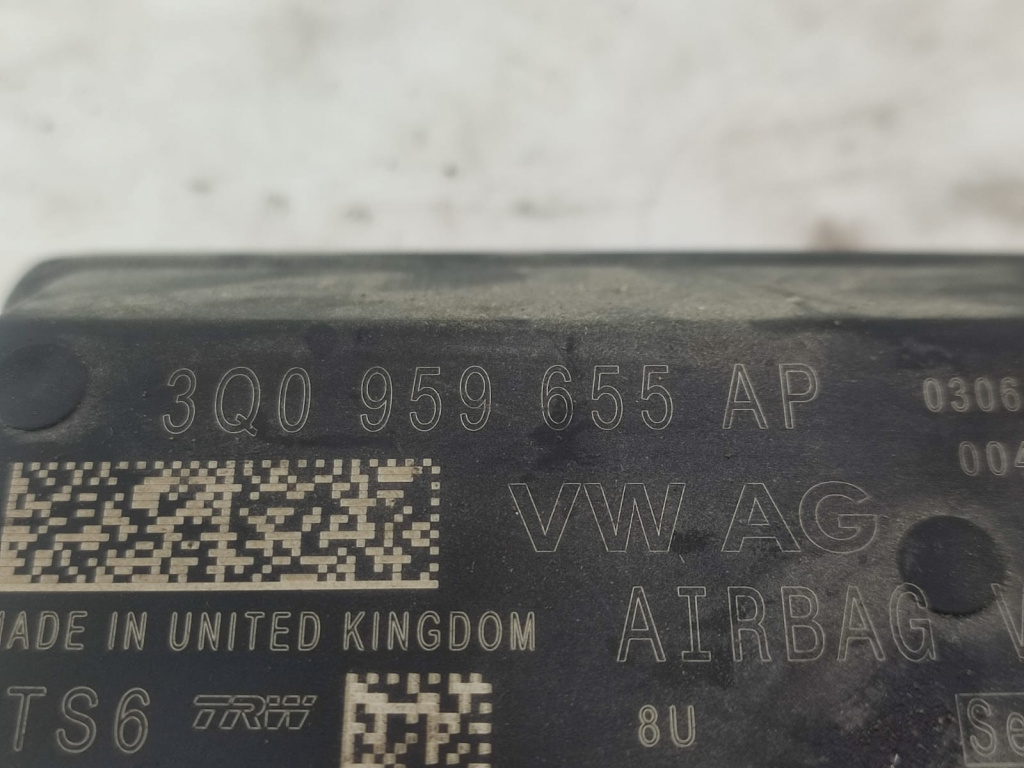 3Q0 959 655 AP
0306
004
VW AG
AIRBAG
MADE IN UNITED KINGDOM
TS6 TRW
8U
Se